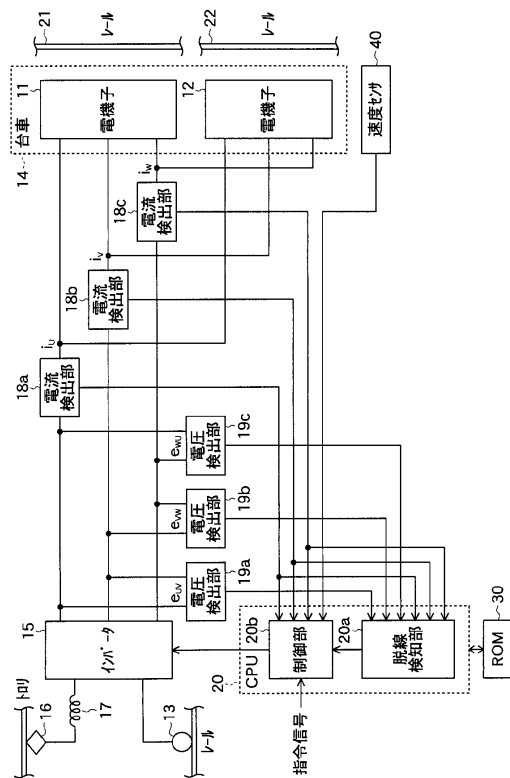 21
レール
22
レール
台車
14
11
電機子
12
電機子
40
速度センサ
iU
iV
iW
18a
電流
検出部
18b
電流
検出部
18c
電流
検出部
eUV
eVW
eWU
19a
電圧
検出部
19b
電圧
検出部
19c
電圧
検出部
15
インバータ
トロリ
16
17
13
レール
20
CPU
20b
制御部
20a
脱線
検知部
指令信号
30
ROM